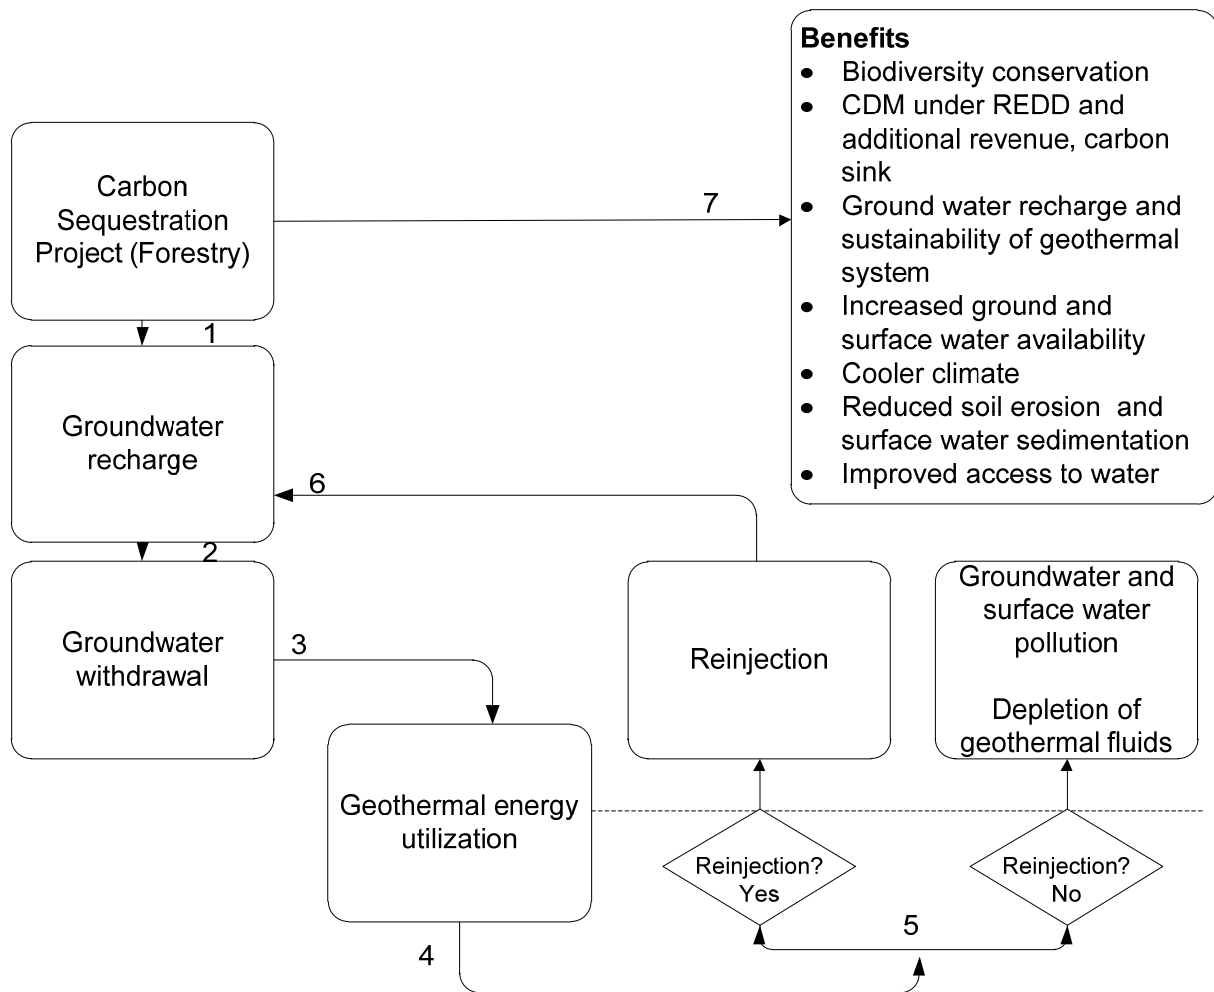 Benefits
• Biodiversity conservation
• CDM under REDD and
additional revenue, carbon
sink
• Ground water recharge and
sustainability of geothermal
system
• Increased ground and
surface water availability
• Cooler climate
• Reduced soil erosion and
surface water sedimentation
• Improved access to water
Carbon
Sequestration
Project (Forestry)
7
1
Groundwater
recharge
6
2
Groundwater
withdrawal
3
Reinjection
Groundwater and
surface water
pollution
Depletion of
geothermal fluids
Geothermal energy
utilization
Reinjection?
Yes
Reinjection?
No
4
5